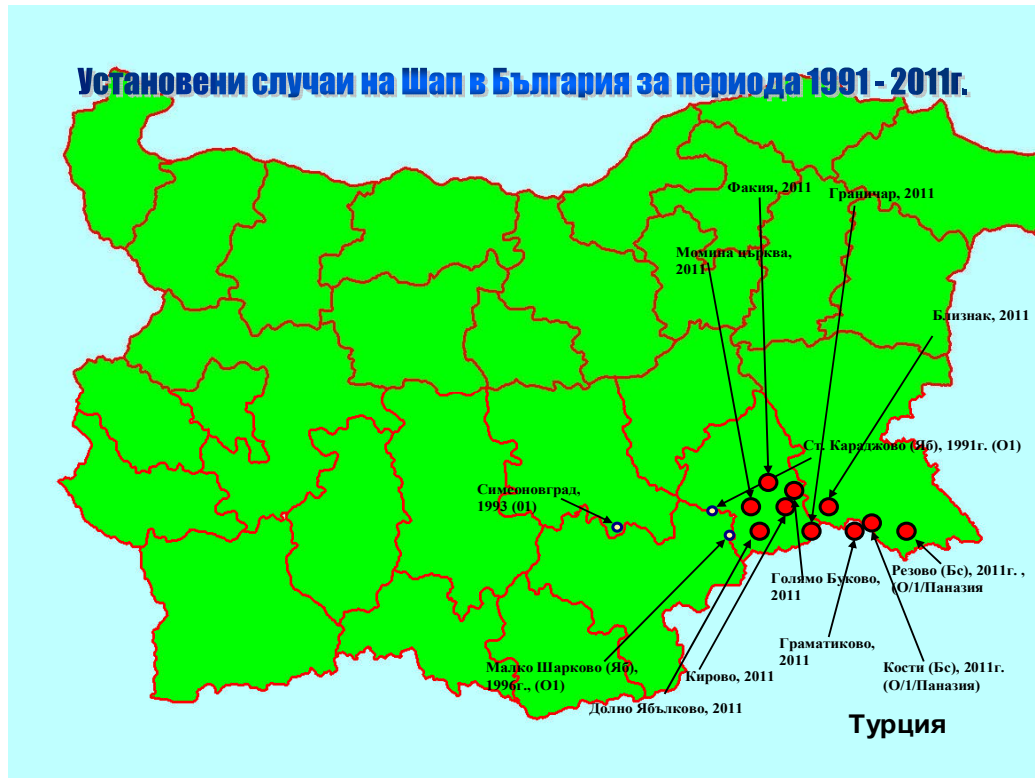 Установени случаи на Шап в България за периода 1991 - 2011г.
Факия, 2011
Граничар, 2011
Момина църква,
2011
Близнак, 2011
Ст. Караджово (Яб), 1991г. (О1)
Симеоновград,
1993 (01)
Голямо Буково,
2011
Резово (Бс), 2011г. ,
(О/1/Паназия
Граматиково,
2011
Малко Шарково (Яб),
1996г., (О1)
Кирово, 2011
Кости (Бс), 2011г.
(О/1/Паназия)
Долно Ябълково, 2011
Турция